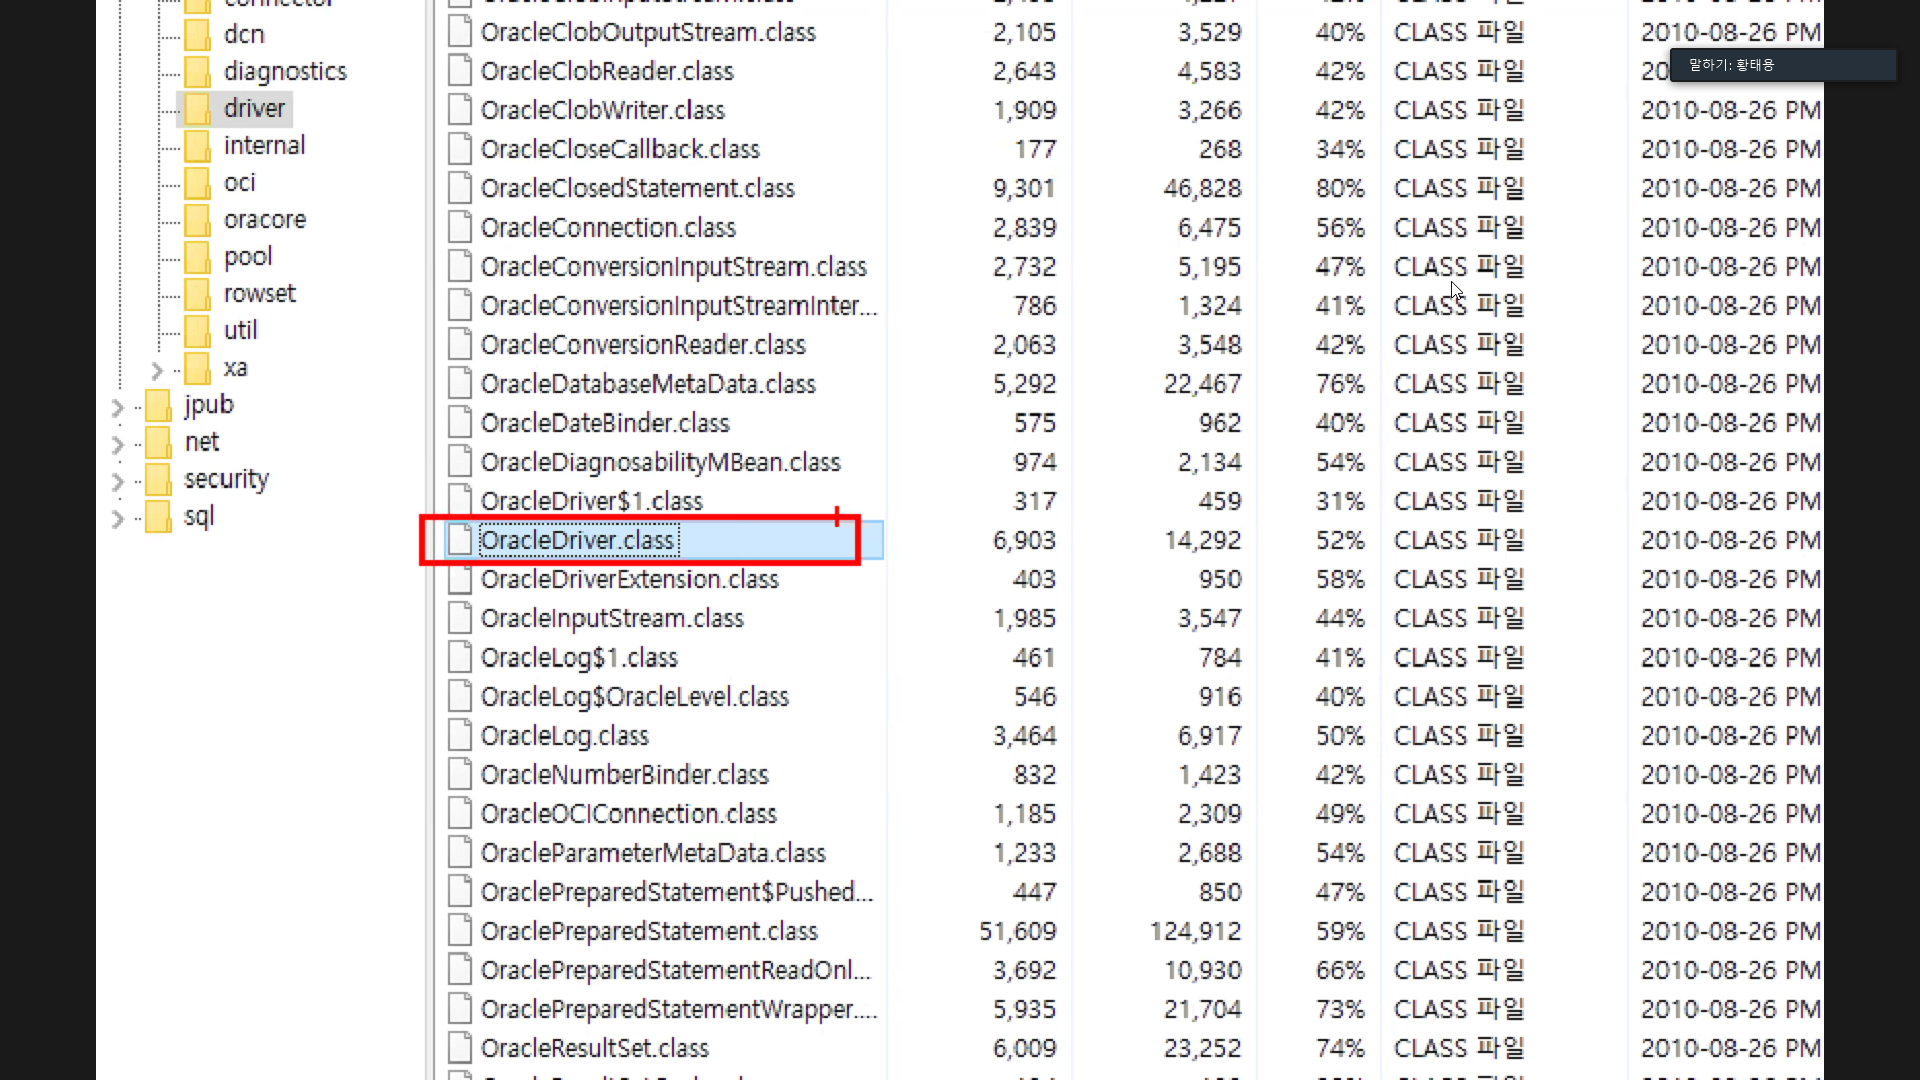 connector
dcn
diagnostics
driver
internal
oci
oracore
pool
rowset
util
xa
jpub
net
security
sql
OracleClobOutputStream.class 2,105 3,529 40% CLASS 파일 2010-08-26 PM
OracleClobReader.class 2,643 4,583 42% CLASS 파일 20
말하기: 황태용
OracleClobWriter.class 1,909 3,266 42% CLASS 파일 2010-08-26 PM
OracleCloseCallback.class 177 268 34% CLASS 파일 2010-08-26 PM
OracleClosedStatement.class 9,301 46,828 80% CLASS 파일 2010-08-26 PM
OracleConnection.class 2,839 6,475 56% CLASS 파일 2010-08-26 PM
OracleConversionInputStream.class 2,732 5,195 47% CLASS 파일 2010-08-26 PM
OracleConversionInputStreamInter... 786 1,324 41% CLASS 파일 2010-08-26 PM
OracleConversionReader.class 2,063 3,548 42% CLASS 파일 2010-08-26 PM
OracleDatabaseMetaData.class 5,292 22,467 76% CLASS 파일 2010-08-26 PM
OracleDateBinder.class 575 962 40% CLASS 파일 2010-08-26 PM
OracleDiagnosabilityMBean.class 974 2,134 54% CLASS 파일 2010-08-26 PM
OracleDriver$1.class 317 459 31% CLASS 파일 2010-08-26 PM
OracleDriver.class 6,903 14,292 52% CLASS 파일 2010-08-26 PM
OracleDriverExtension.class 403 950 58% CLASS 파일 2010-08-26 PM
OracleInputStream.class 1,985 3,547 44% CLASS 파일 2010-08-26 PM
OracleLog$1.class 461 784 41% CLASS 파일 2010-08-26 PM
OracleLog$OracleLevel.class 546 916 40% CLASS 파일 2010-08-26 PM
OracleLog.class 3,464 6,917 50% CLASS 파일 2010-08-26 PM
OracleNumberBinder.class 832 1,423 42% CLASS 파일 2010-08-26 PM
OracleOCIConnection.class 1,185 2,309 49% CLASS 파일 2010-08-26 PM
OracleParameterMetaData.class 1,233 2,688 54% CLASS 파일 2010-08-26 PM
OraclePreparedStatement$Pushed... 447 850 47% CLASS 파일 2010-08-26 PM
OraclePreparedStatement.class 51,609 124,912 59% CLASS 파일 2010-08-26 PM
OraclePreparedStatementReadOnl... 3,692 10,930 66% CLASS 파일 2010-08-26 PM
OraclePreparedStatementWrapper.... 5,935 21,704 73% CLASS 파일 2010-08-26 PM
OracleResultSet.class 6,009 23,252 74% CLASS 파일 2010-08-26 PM